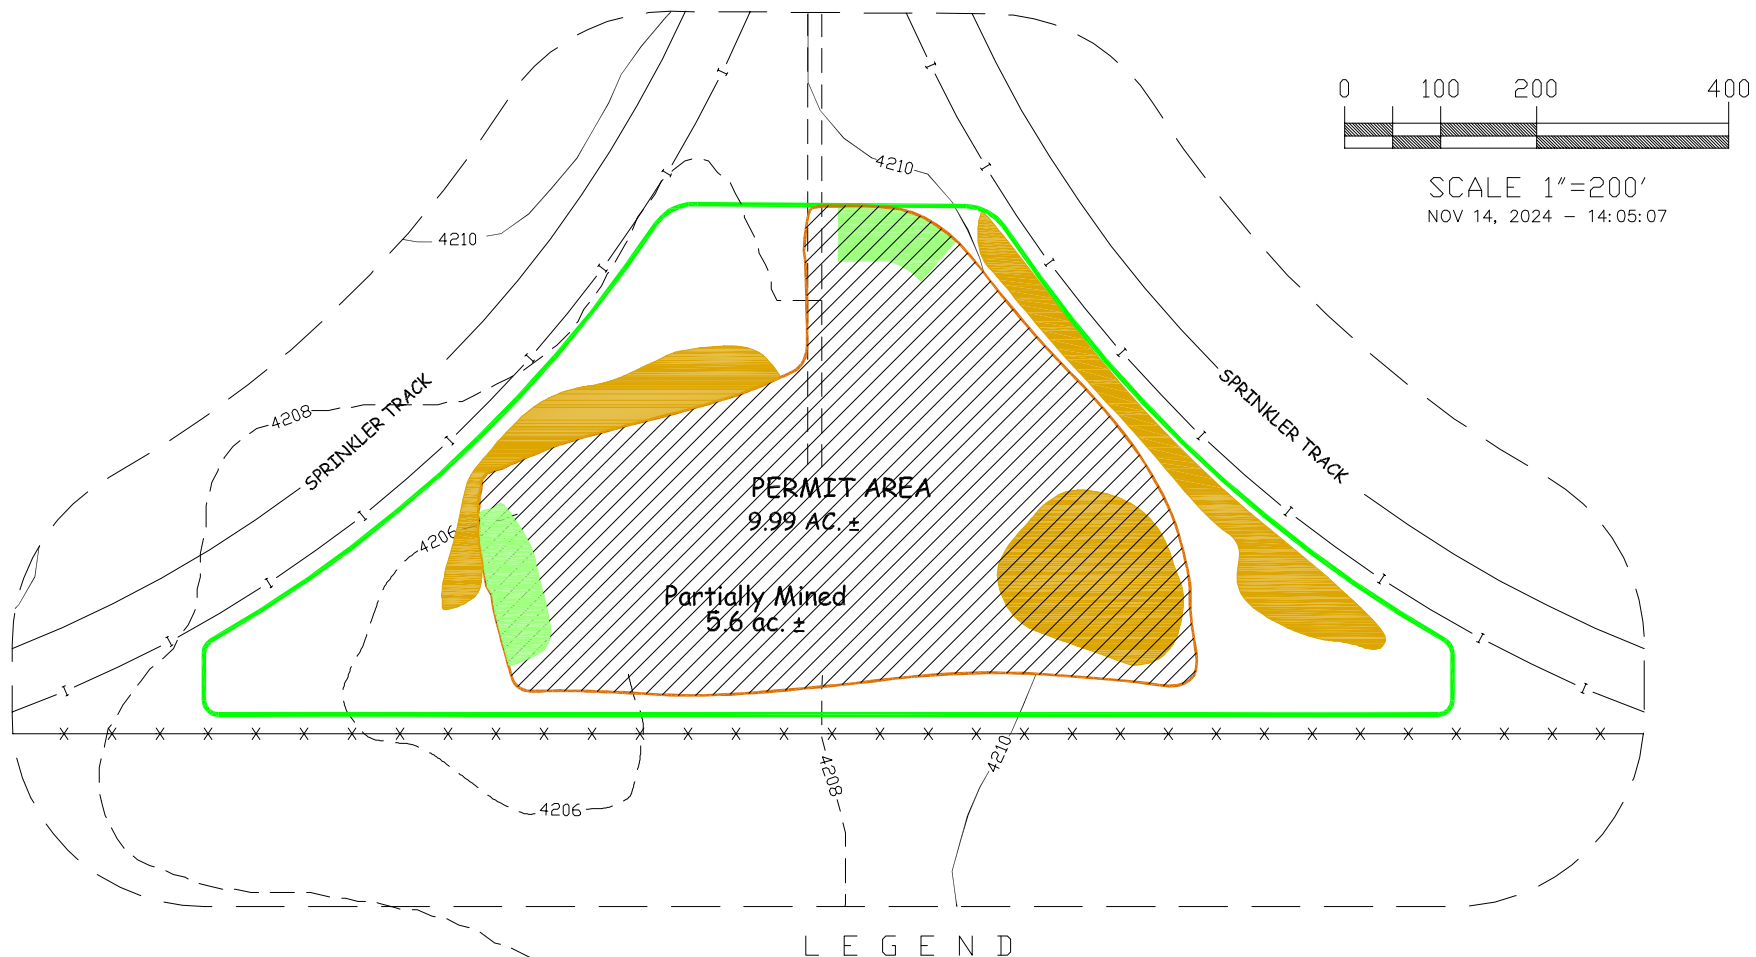 0 100 200 400
SCALE 1"=200'
NOV 14, 2024 - 14:05:07
4210
4210
4208
SPRINKLER TRACK
SPRINKLER TRACK
PERMIT AREA
9.99 AC. ±
4206
Partially Mined
5.6 ac. ±
4210
4208
4206
L E G E N D